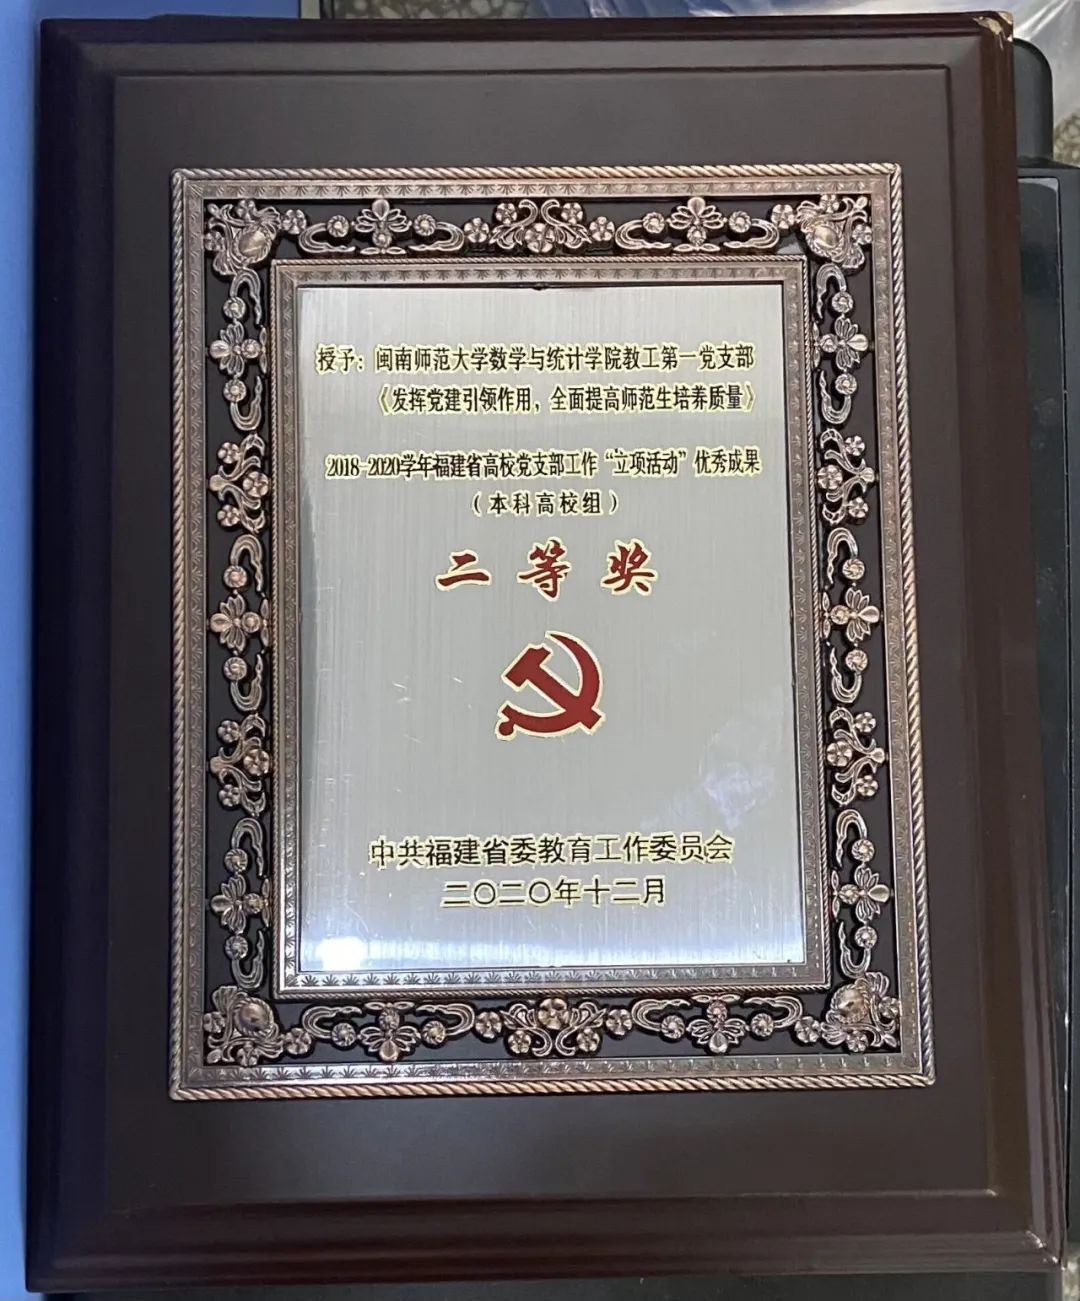 授予：闽南师范大学数学与统计学院教工第一党支部
《发挥党建引领作用，全面提高师范生培养质量》
2018-2020学年福建省高校党支部工作“立项活动”优秀成果
（本科高校组）
二等奖
中共福建省委教育工作委员会
二〇二〇年十二月